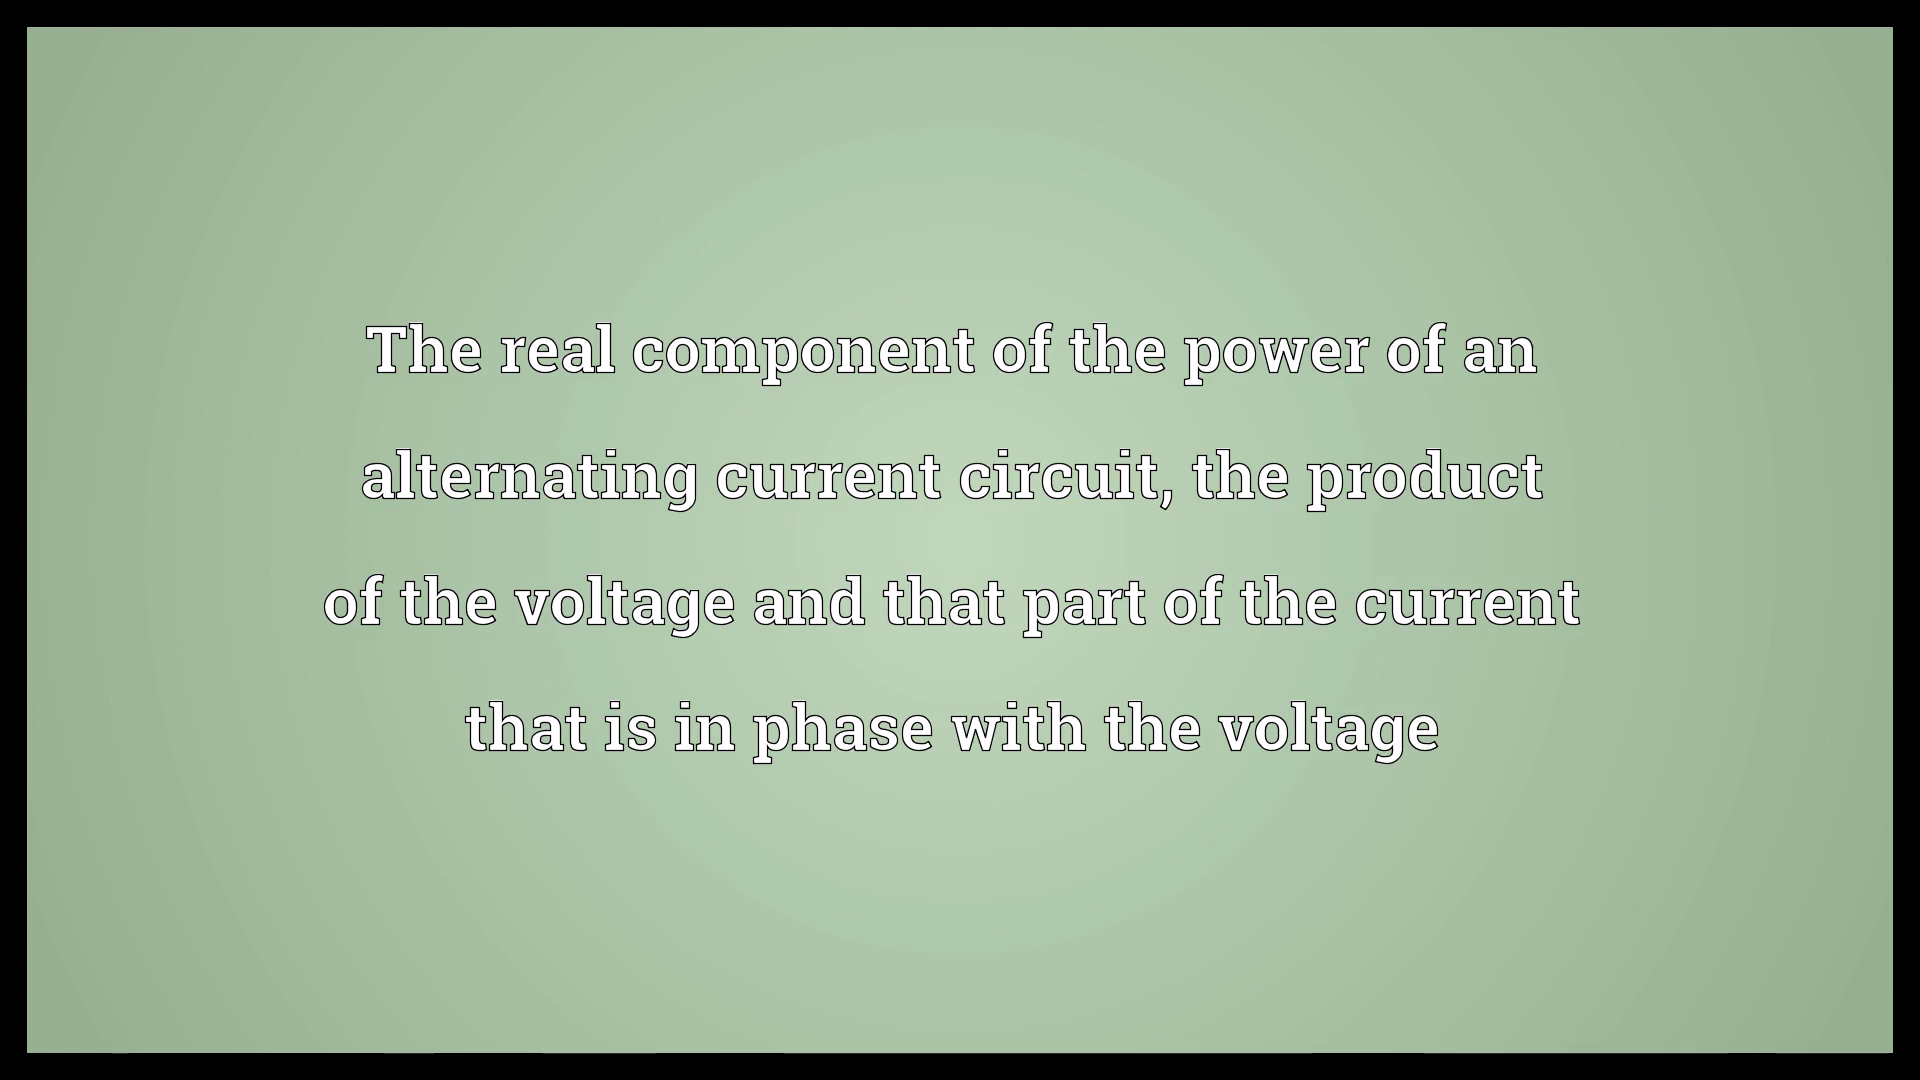 The real component of the power of an
alternating current circuit, the product
of the voltage and that part of the current
that is in phase with the voltage